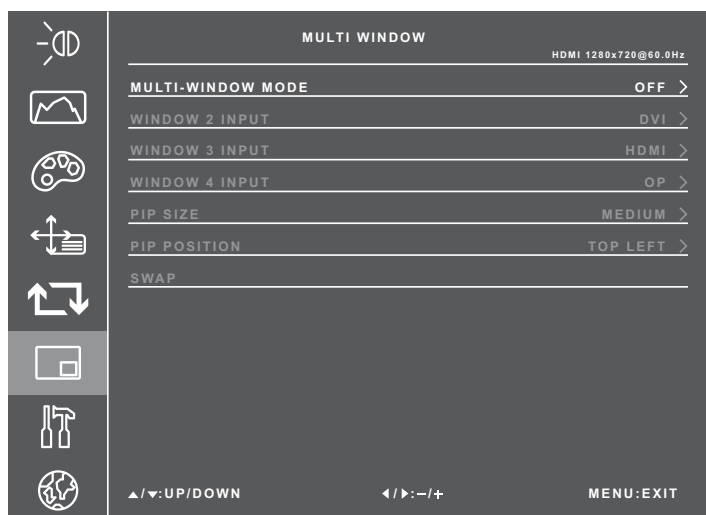 MULTI WINDOW
HDMI 1280x720@60.0Hz
MULTI-WINDOW MODE OFF >
WINDOW 2 INPUT DVI >
WINDOW 3 INPUT HDMI >
WINDOW 4 INPUT OP >
PIP SIZE MEDIUM >
PIP POSITION TOP LEFT >
SWAP
▲/▼:UP/DOWN ◀/▶:−/+ MENU:EXIT